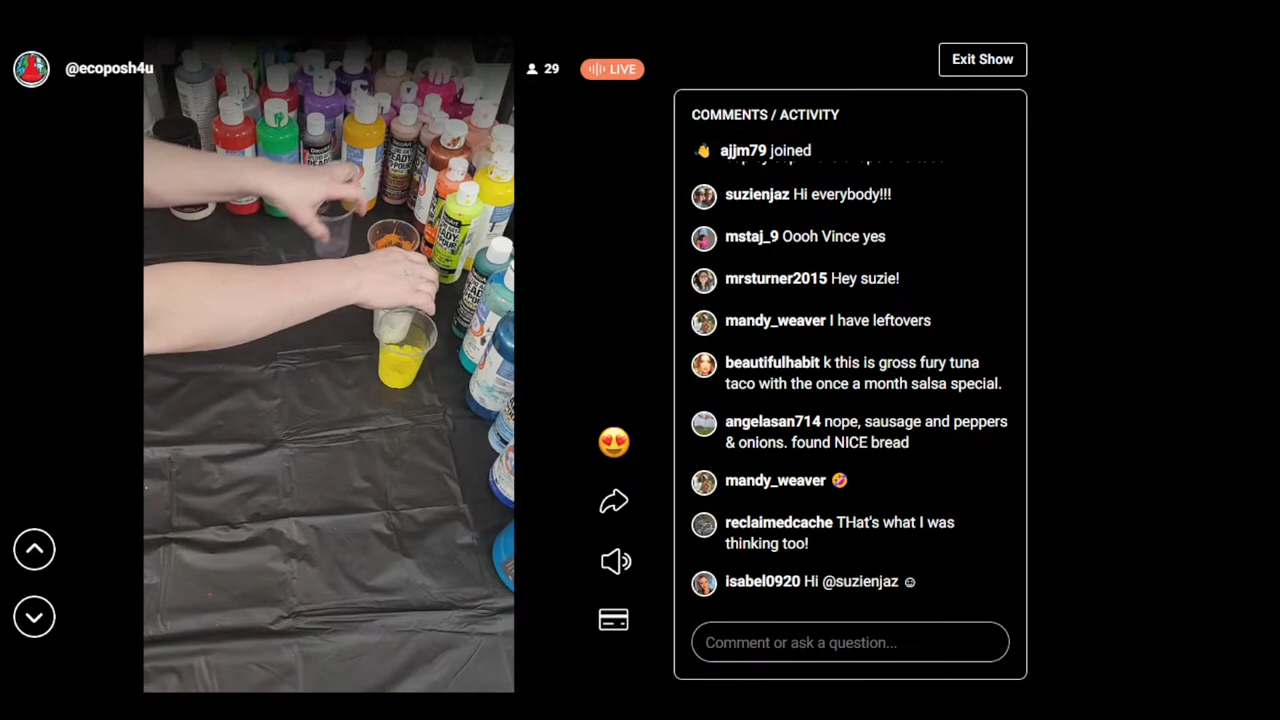 @ecoposh4u
29
LIVE
Exit Show
COMMENTS / ACTIVITY
ajjm79 joined
suzienjaz Hi everybody!!!
mstaj_9 Oooh Vince yes
mrsturner2015 Hey suzie!
mandy_weaver I have leftovers
beautifulhabit k this is gross fury tuna
taco with the once a month salsa special.
angelasan714 nope, sausage and peppers
& onions. found NICE bread
mandy_weaver 🤣
reclaimedcache THat's what I was
thinking too!
isabel0920 Hi @suzienjaz ☺
Comment or ask a question...